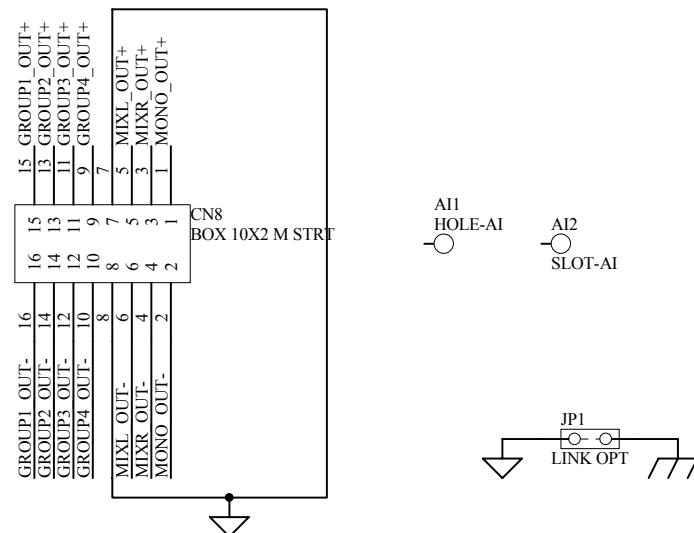 15 GROUP1_OUT+
13 GROUP2_OUT+
11 GROUP3_OUT+
9 GROUP4_OUT+
7
5 MIXL_OUT+
3 MIXR_OUT+
1 MONO_OUT+
15 13 11 9 7 5 3 1
16 14 12 10 8 6 4 2
CN8
BOX 10X2 M STRT
GROUP1_OUT- 16
GROUP2_OUT- 14
GROUP3_OUT- 12
GROUP4_OUT- 10
8
MIXL_OUT- 6
MIXR_OUT- 4
MONO_OUT- 2
AI1
HOLE-AI
AI2
SLOT-AI
JP1
LINK OPT